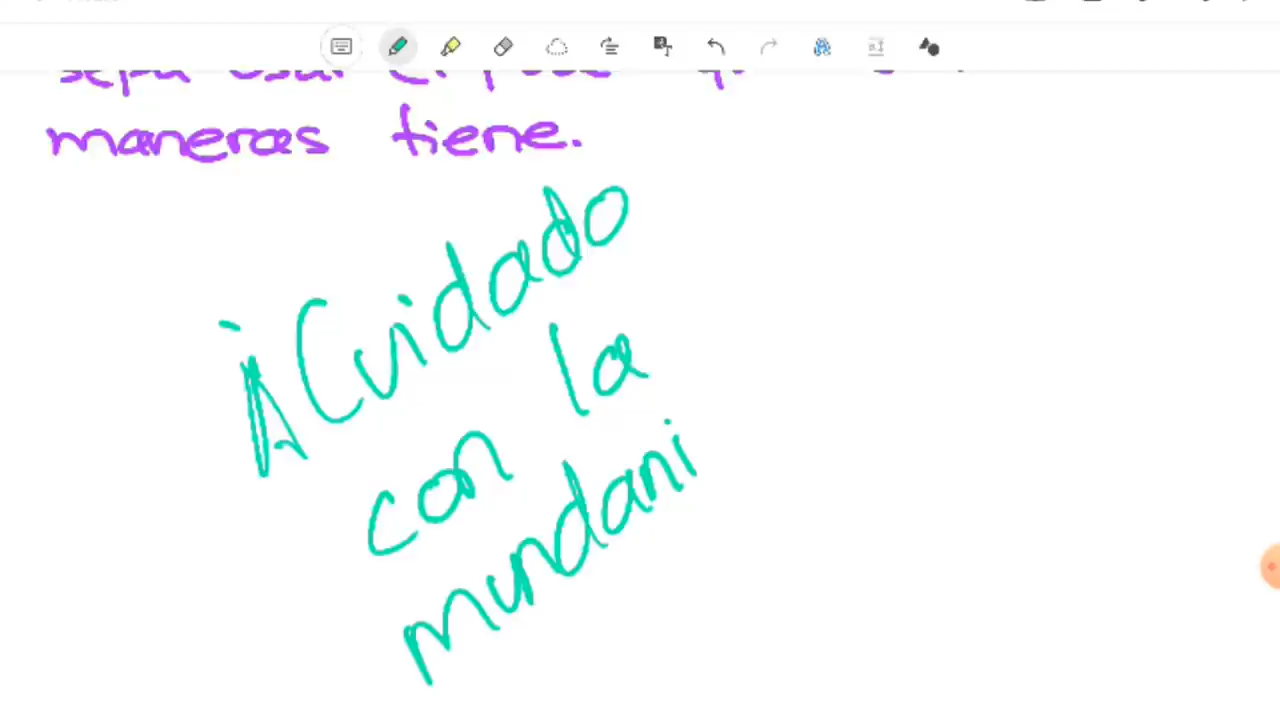 maneras tiene.
¡Cuidado
con la
mundani